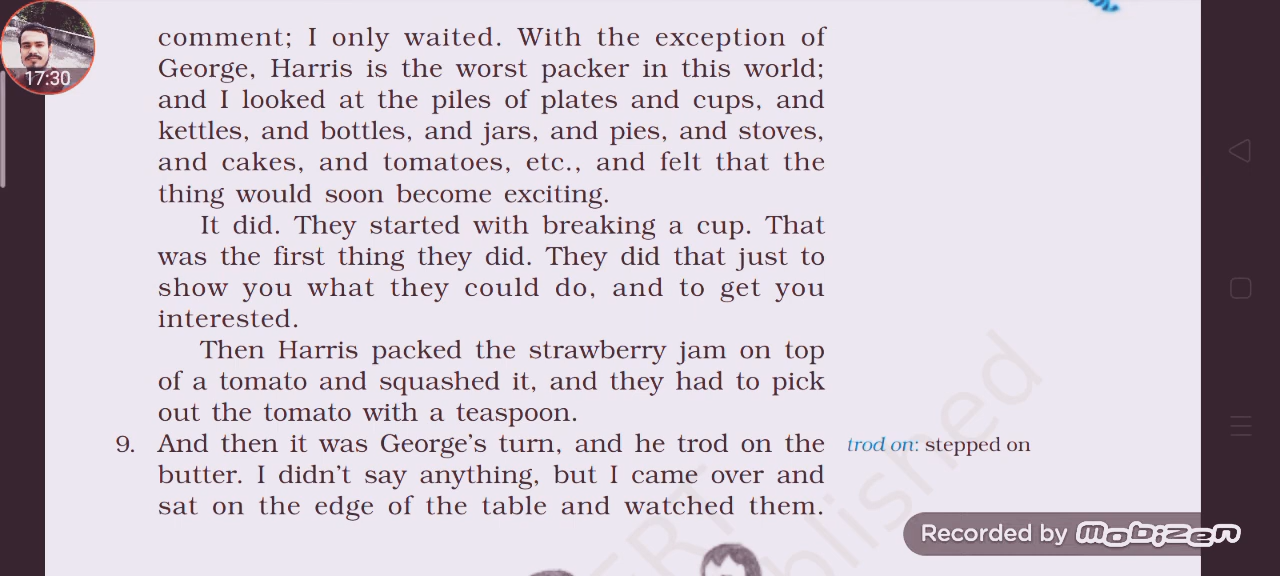 17:30
comment; I only waited. With the exception of
George, Harris is the worst packer in this world;
and I looked at the piles of plates and cups, and
kettles, and bottles, and jars, and pies, and stoves,
and cakes, and tomatoes, etc., and felt that the
thing would soon become exciting.
It did. They started with breaking a cup. That
was the first thing they did. They did that just to
show you what they could do, and to get you
interested.
Then Harris packed the strawberry jam on top
of a tomato and squashed it, and they had to pick
out the tomato with a teaspoon.
9. And then it was George's turn, and he trod on the
butter. I didn't say anything, but I came over and
sat on the edge of the table and watched them.
trod on: stepped on
Recorded by mobizen